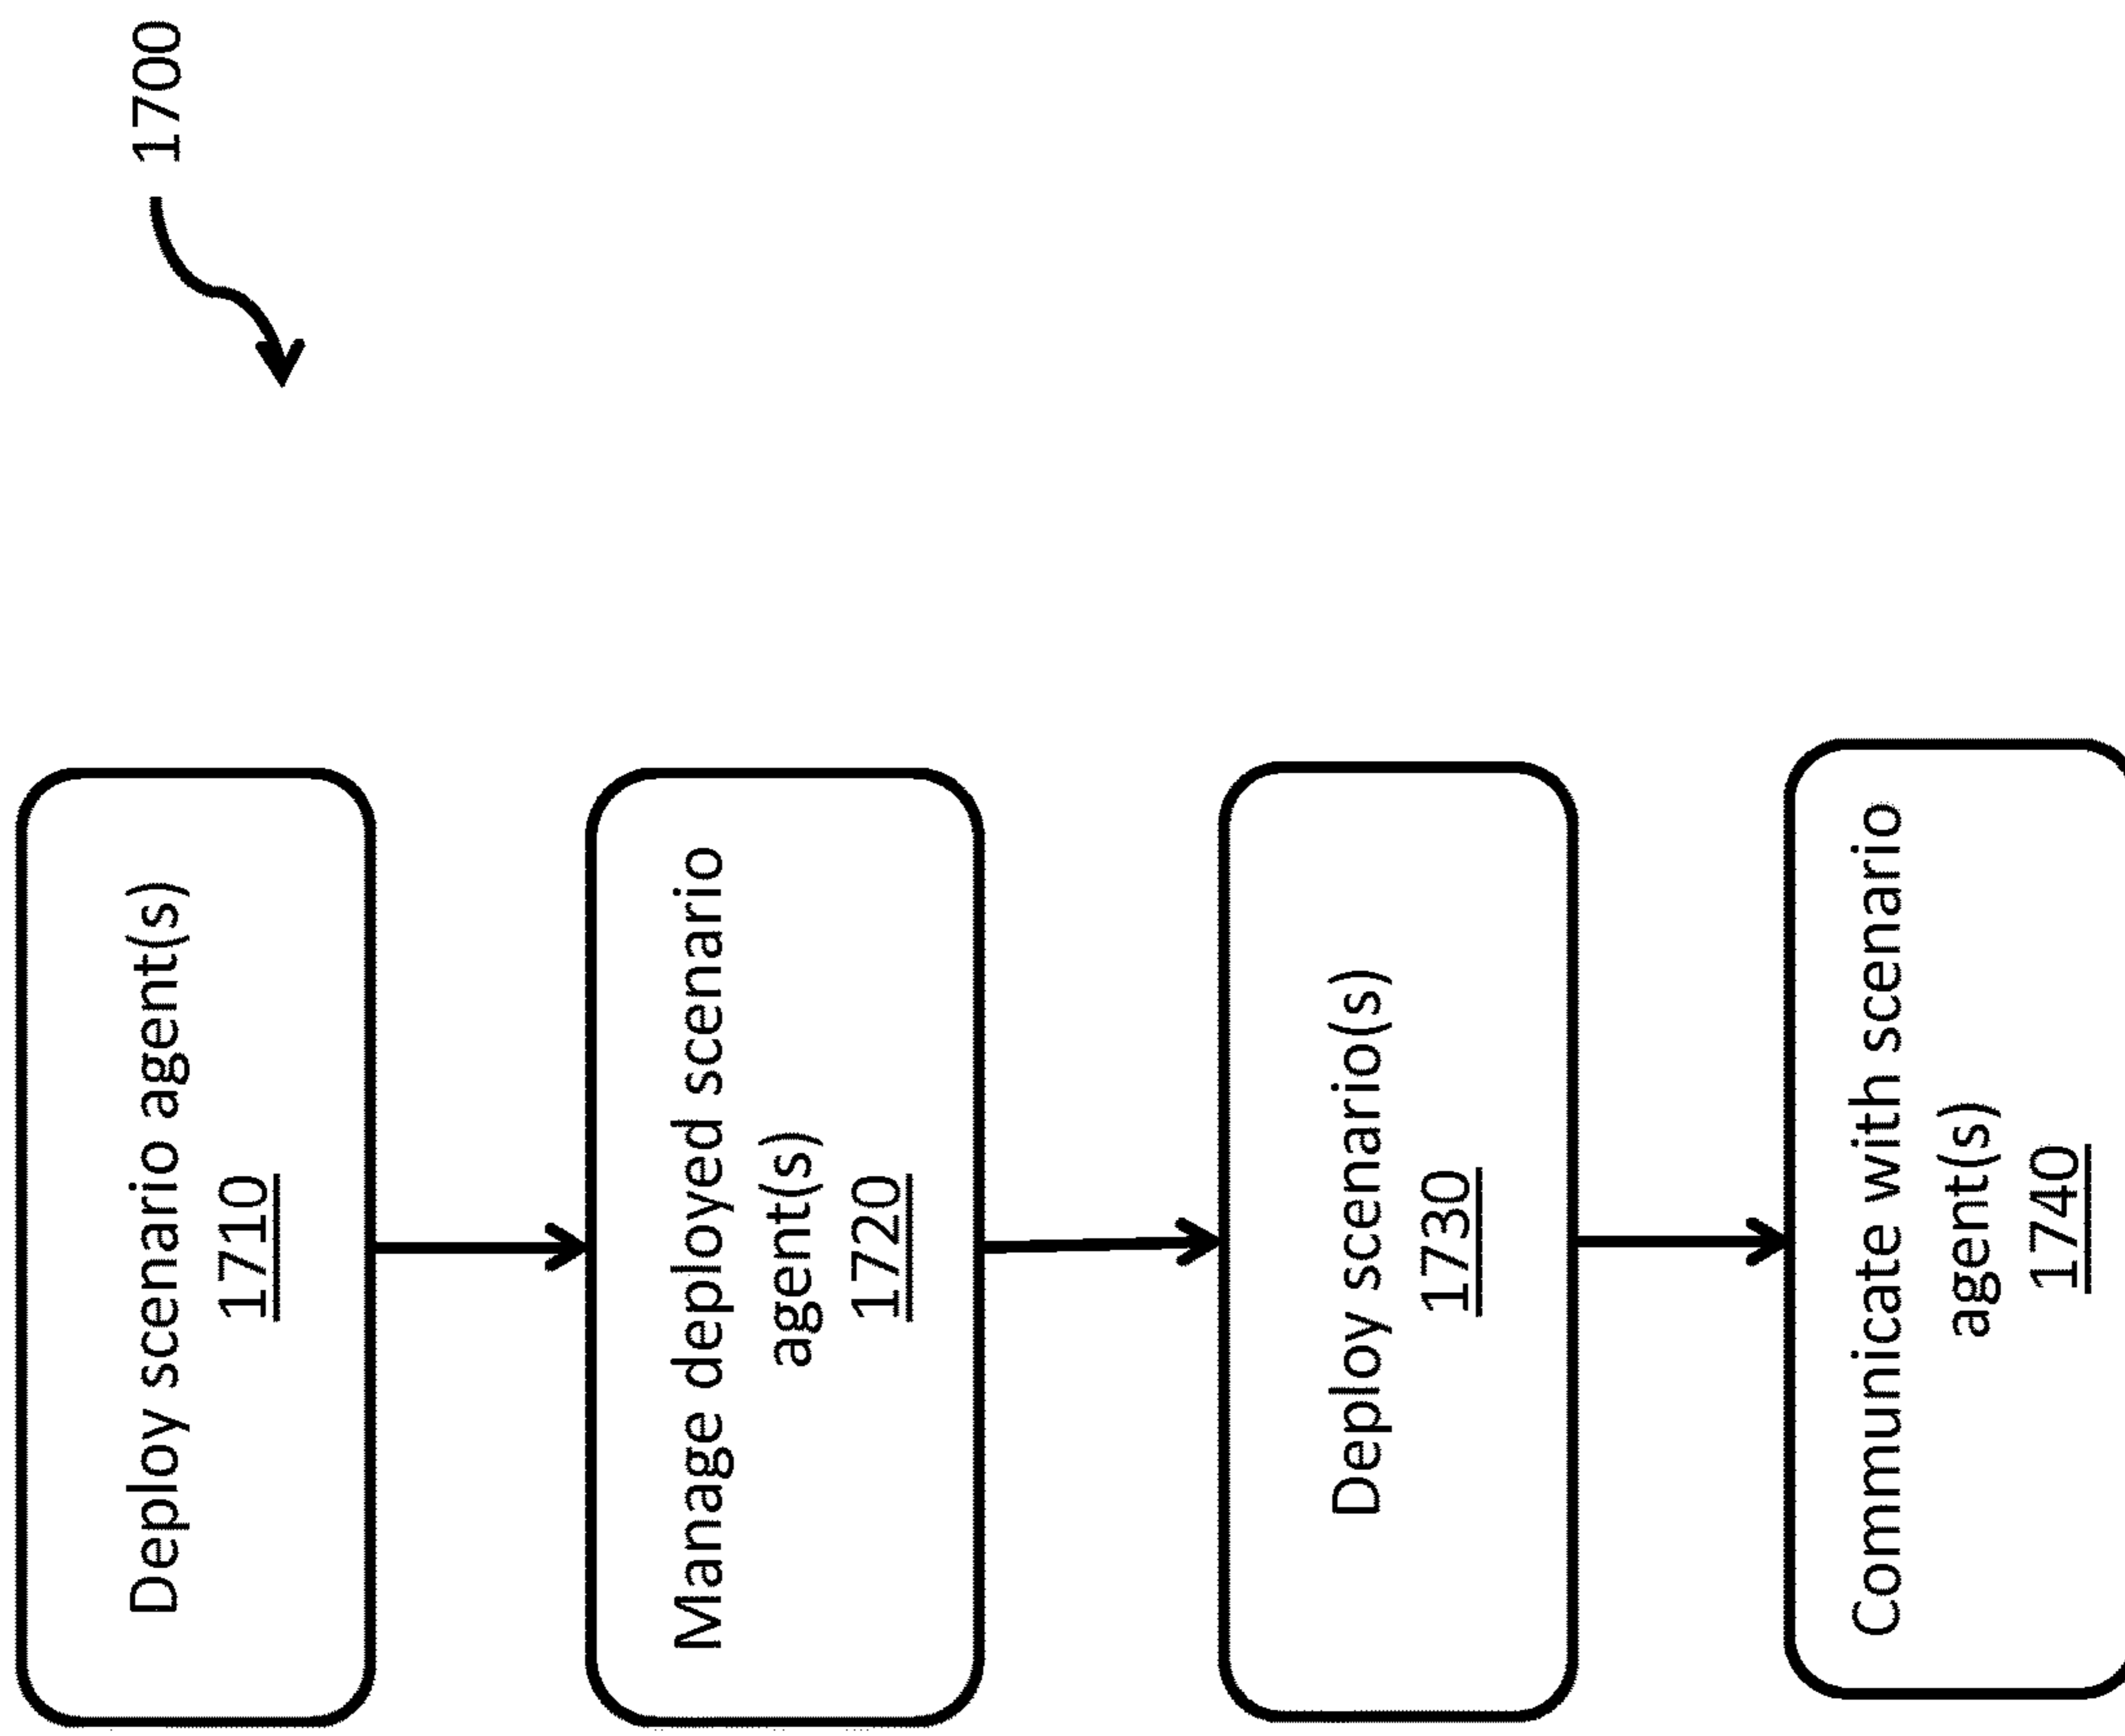 1700
Deploy scenario agent(s)
1710
Manage deployed scenario
agent(s)
1720
Deploy scenario(s)
1730
Communicate with scenario
agent(s)
1740